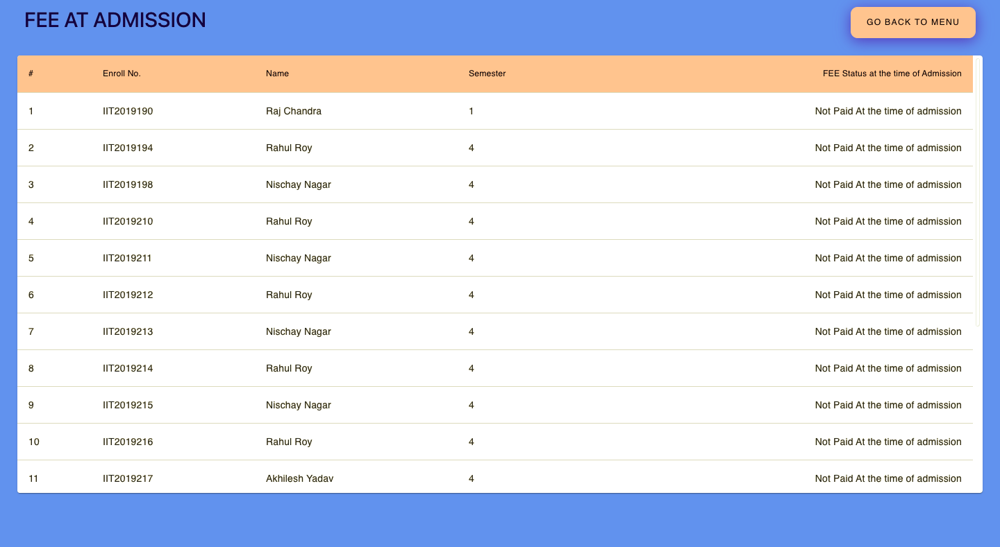 FEE AT ADMISSION
GO BACK TO MENU
# Enroll No. Name Semester FEE Status at the time of Admission
1 IIT2019190 Raj Chandra 1 Not Paid At the time of admission
2 IIT2019194 Rahul Roy 4 Not Paid At the time of admission
3 IIT2019198 Nischay Nagar 4 Not Paid At the time of admission
4 IIT2019210 Rahul Roy 4 Not Paid At the time of admission
5 IIT2019211 Nischay Nagar 4 Not Paid At the time of admission
6 IIT2019212 Rahul Roy 4 Not Paid At the time of admission
7 IIT2019213 Nischay Nagar 4 Not Paid At the time of admission
8 IIT2019214 Rahul Roy 4 Not Paid At the time of admission
9 IIT2019215 Nischay Nagar 4 Not Paid At the time of admission
10 IIT2019216 Rahul Roy 4 Not Paid At the time of admission
11 IIT2019217 Akhilesh Yadav 4 Not Paid At the time of admission